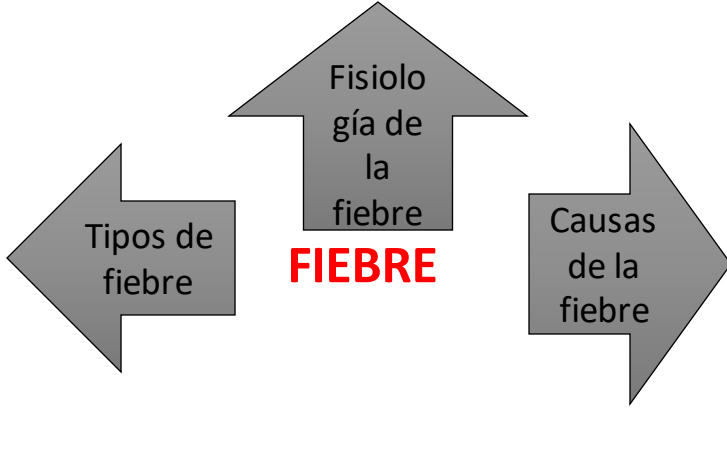 Fisiolo
gía de
la
fiebre
Tipos de
fiebre
FIEBRE
Causas
de la
fiebre